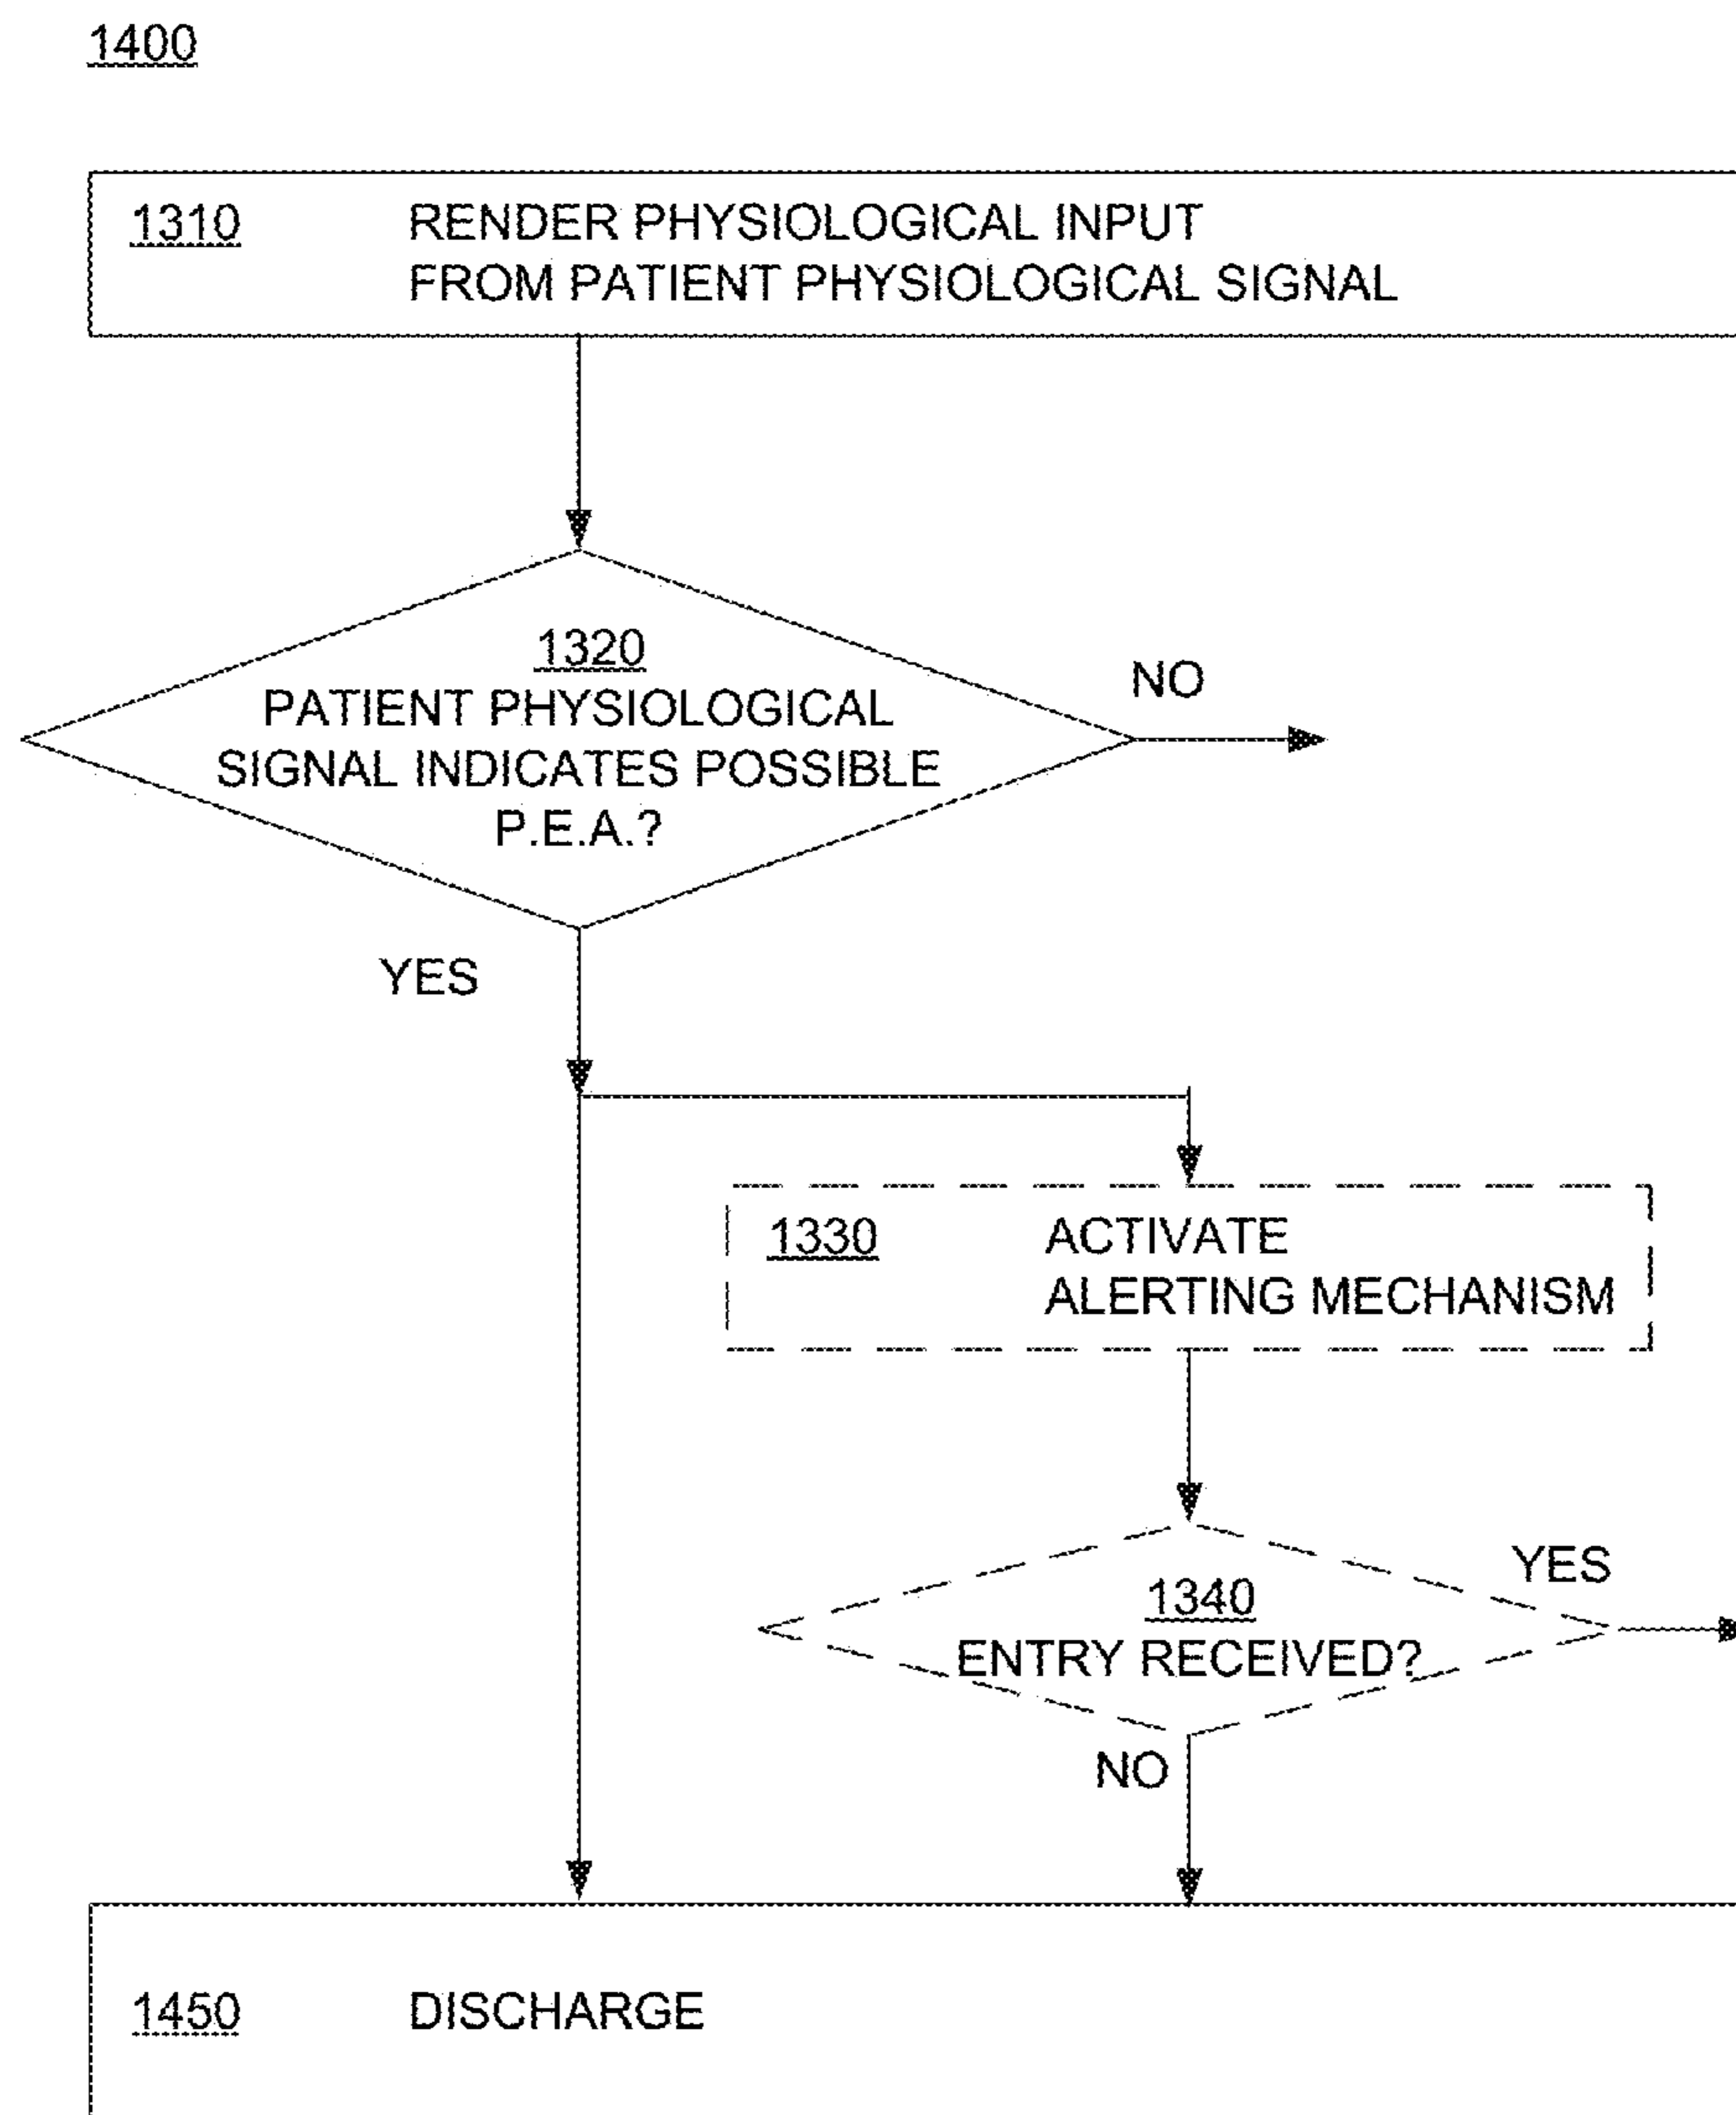 1400
1310 RENDER PHYSIOLOGICAL INPUT
FROM PATIENT PHYSIOLOGICAL SIGNAL
1320
PATIENT PHYSIOLOGICAL
SIGNAL INDICATES POSSIBLE
P.E.A.?
NO
YES
1330 ACTIVATE
ALERTING MECHANISM
1340
ENTRY RECEIVED?
YES
NO
1450 DISCHARGE